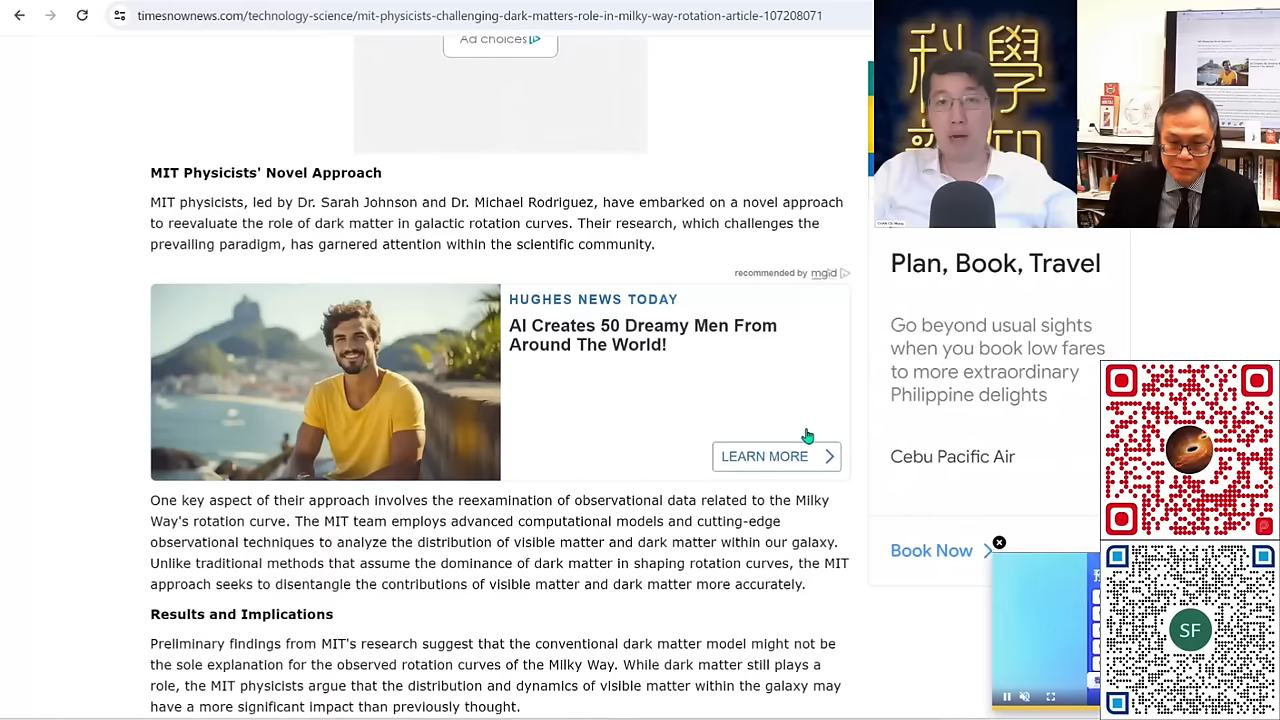 timesnownews.com/technology-science/mit-physicists-challenging-dark-matters-role-in-milky-way-rotation-article-107208071
Ad choices
MIT Physicists' Novel Approach
MIT physicists, led by Dr. Sarah Johnson and Dr. Michael Rodriguez, have embarked on a novel approach
to reevaluate the role of dark matter in galactic rotation curves. Their research, which challenges the
prevailing paradigm, has garnered attention within the scientific community.
recommended by mgid
HUGHES NEWS TODAY
AI Creates 50 Dreamy Men From
Around The World!
LEARN MORE
One key aspect of their approach involves the reexamination of observational data related to the Milky
Way's rotation curve. The MIT team employs advanced computational models and cutting-edge
observational techniques to analyze the distribution of visible matter and dark matter within our galaxy.
Unlike traditional methods that assume the dominance of dark matter in shaping rotation curves, the MIT
approach seeks to disentangle the contributions of visible matter and dark matter more accurately.
Results and Implications
Preliminary findings from MIT's research suggest that the conventional dark matter model might not be
the sole explanation for the observed rotation curves of the Milky Way. While dark matter still plays a
role, the MIT physicists argue that the distribution and dynamics of visible matter within the galaxy may
have a more significant impact than previously thought.
科學
Plan, Book, Travel
Go beyond usual sights
when you book low fares
to more extraordinary
Philippine delights
Cebu Pacific Air
Book Now
SF